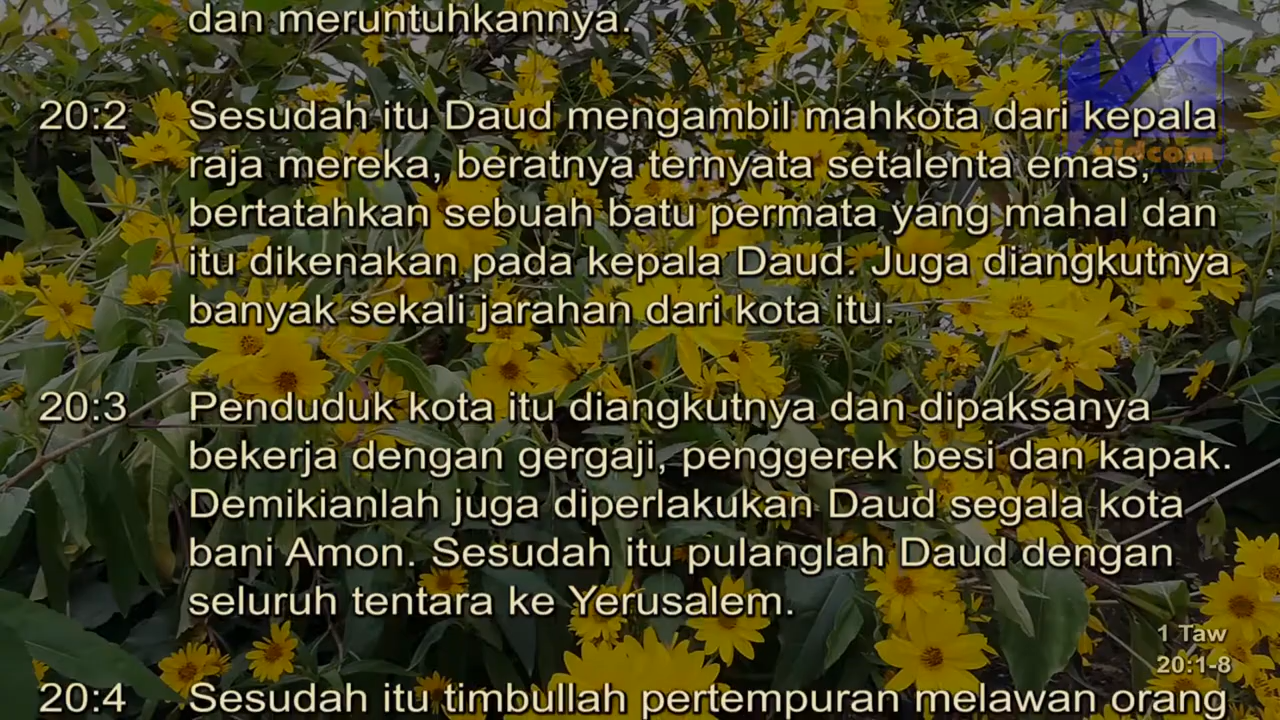 dan meruntuhkannya.
20:2 Sesudah itu Daud mengambil mahkota dari kepala
raja mereka, beratnya ternyata setalenta emas,
bertatahkan sebuah batu permata yang mahal dan
itu dikenakan pada kepala Daud. Juga diangkutnya
banyak sekali jarahan dari kota itu.
20:3 Penduduk kota itu diangkutnya dan dipaksanya
bekerja dengan gergaji, penggerek besi dan kapak.
Demikianlah juga diperlakukan Daud segala kota
bani Amon. Sesudah itu pulanglah Daud dengan
seluruh tentara ke Yerusalem.
20:4 Sesudah itu timbullah pertempuran melawan orang
vidcom
1 Taw
20:1-8